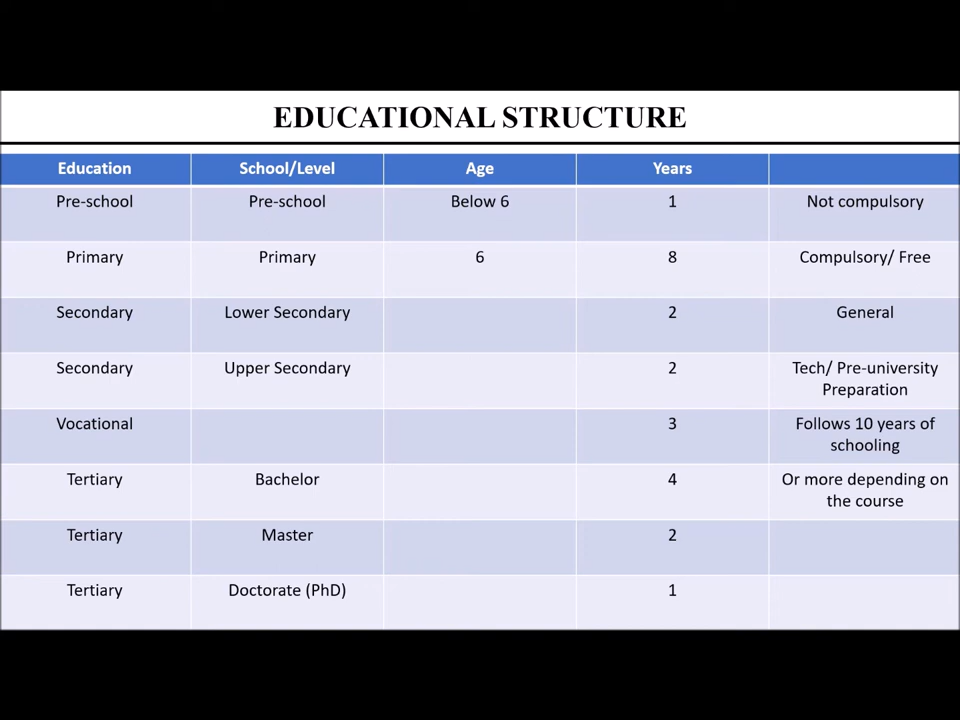 EDUCATIONAL STRUCTURE
Education School/Level Age Years
Pre-school Pre-school Below 6 1 Not compulsory
Primary Primary 6 8 Compulsory/ Free
Secondary Lower Secondary 2 General
Secondary Upper Secondary 2 Tech/ Pre-university
Preparation
Vocational 3 Follows 10 years of
schooling
Tertiary Bachelor 4 Or more depending on
the course
Tertiary Master 2
Tertiary Doctorate (PhD) 1